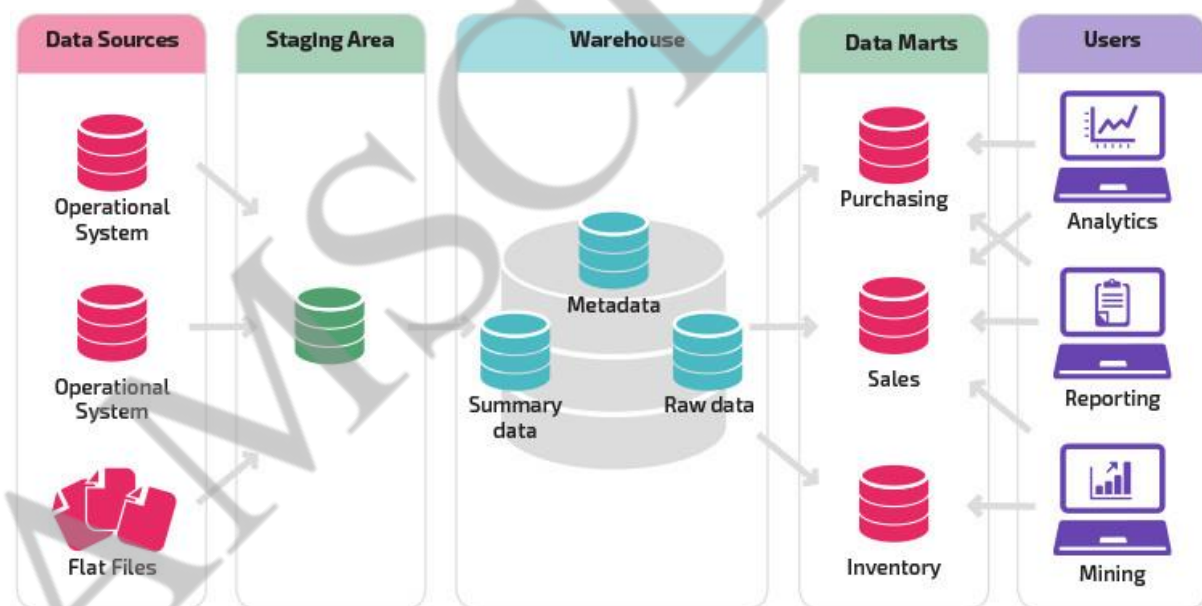 Data Sources
Staging Area
Warehouse
Data Marts
Users
Operational
System
Operational
System
Flat Files
Metadata
Summary
data
Raw data
Purchasing
Sales
Inventory
Analytics
Reporting
Mining